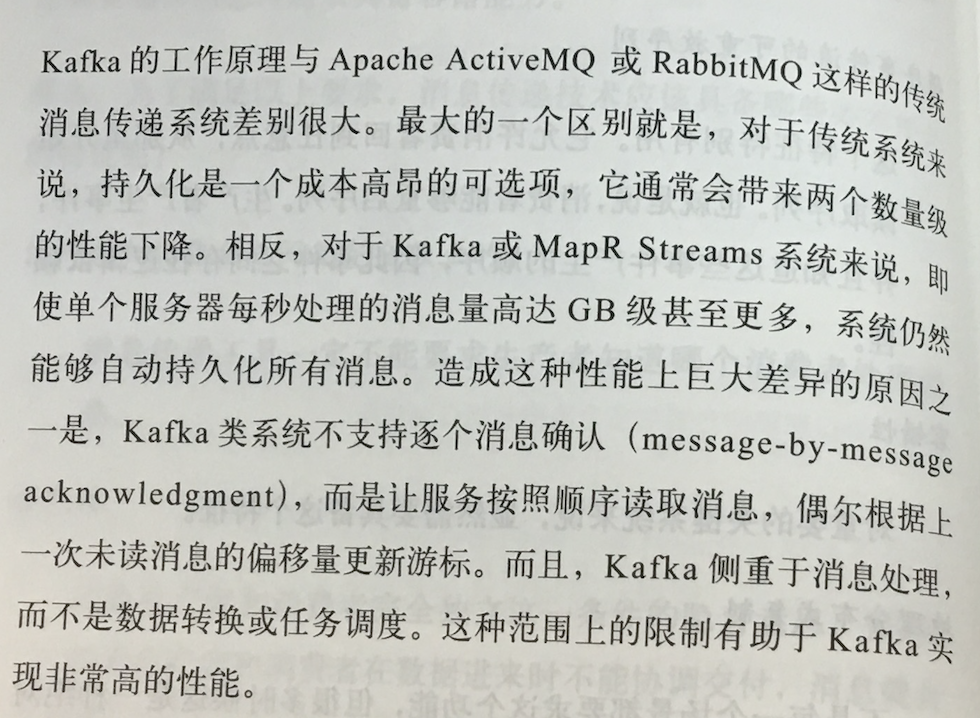 Kafka 的工作原理与 Apache ActiveMQ 或 RabbitMQ 这样的传统
消息传递系统差别很大。最大的一个区别就是，对于传统系统来
说，持久化是一个成本高昂的可选项，它通常会带来两个数量级
的性能下降。相反，对于 Kafka 或 MapR Streams 系统来说，即
使单个服务器每秒处理的消息量高达 GB 级甚至更多，系统仍然
能够自动持久化所有消息。造成这种性能上巨大差异的原因之
一是，Kafka 类系统不支持逐个消息确认（message-by-message
acknowledgment），而是让服务按照顺序读取消息，偶尔根据上
一次未读消息的偏移量更新游标。而且，Kafka 侧重于消息处理，
而不是数据转换或任务调度。这种范围上的限制有助于 Kafka 实
现非常高的性能。